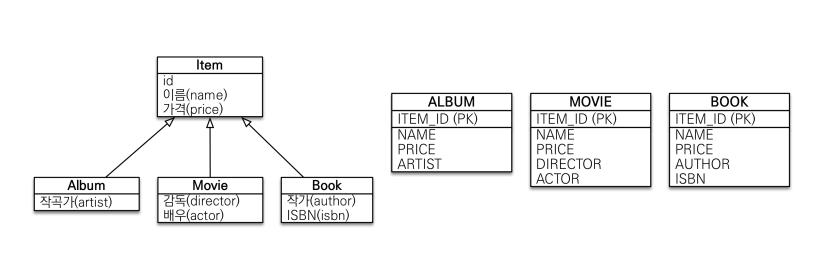 Item
id
이름(name)
가격(price)
Album
작곡가(artist)
Movie
감독(director)
배우(actor)
Book
작가(author)
ISBN(isbn)
ALBUM
ITEM_ID (PK)
NAME
PRICE
ARTIST
MOVIE
ITEM_ID (PK)
NAME
PRICE
DIRECTOR
ACTOR
BOOK
ITEM_ID (PK)
NAME
PRICE
AUTHOR
ISBN